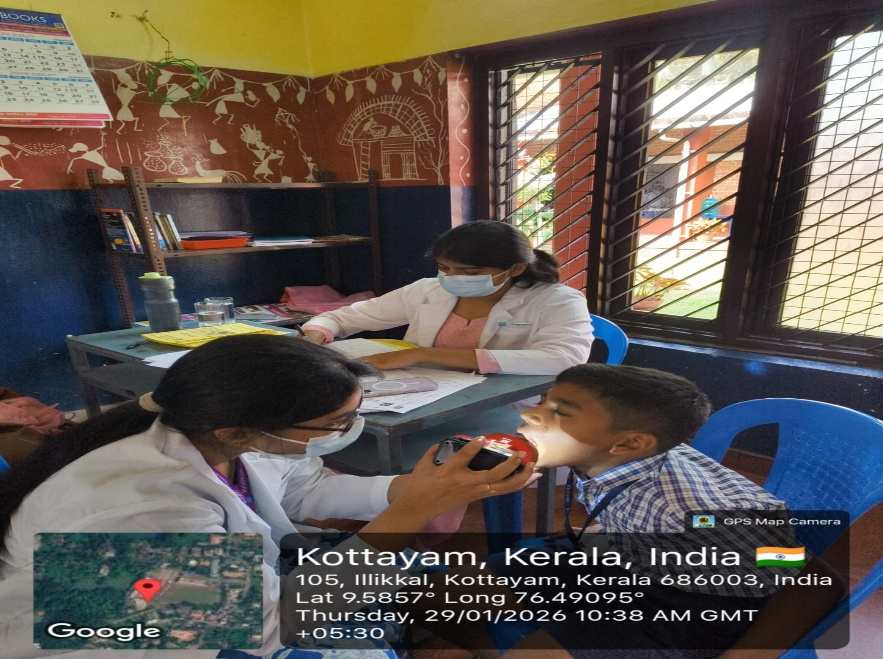 BOOKS
GPS Map Camera
Kottayam, Kerala, India 🇮🇳
105, Illikkal, Kottayam, Kerala 686003, India
Lat 9.5857° Long 76.49095°
Thursday, 29/01/2026 10:38 AM GMT
+05:30
Google